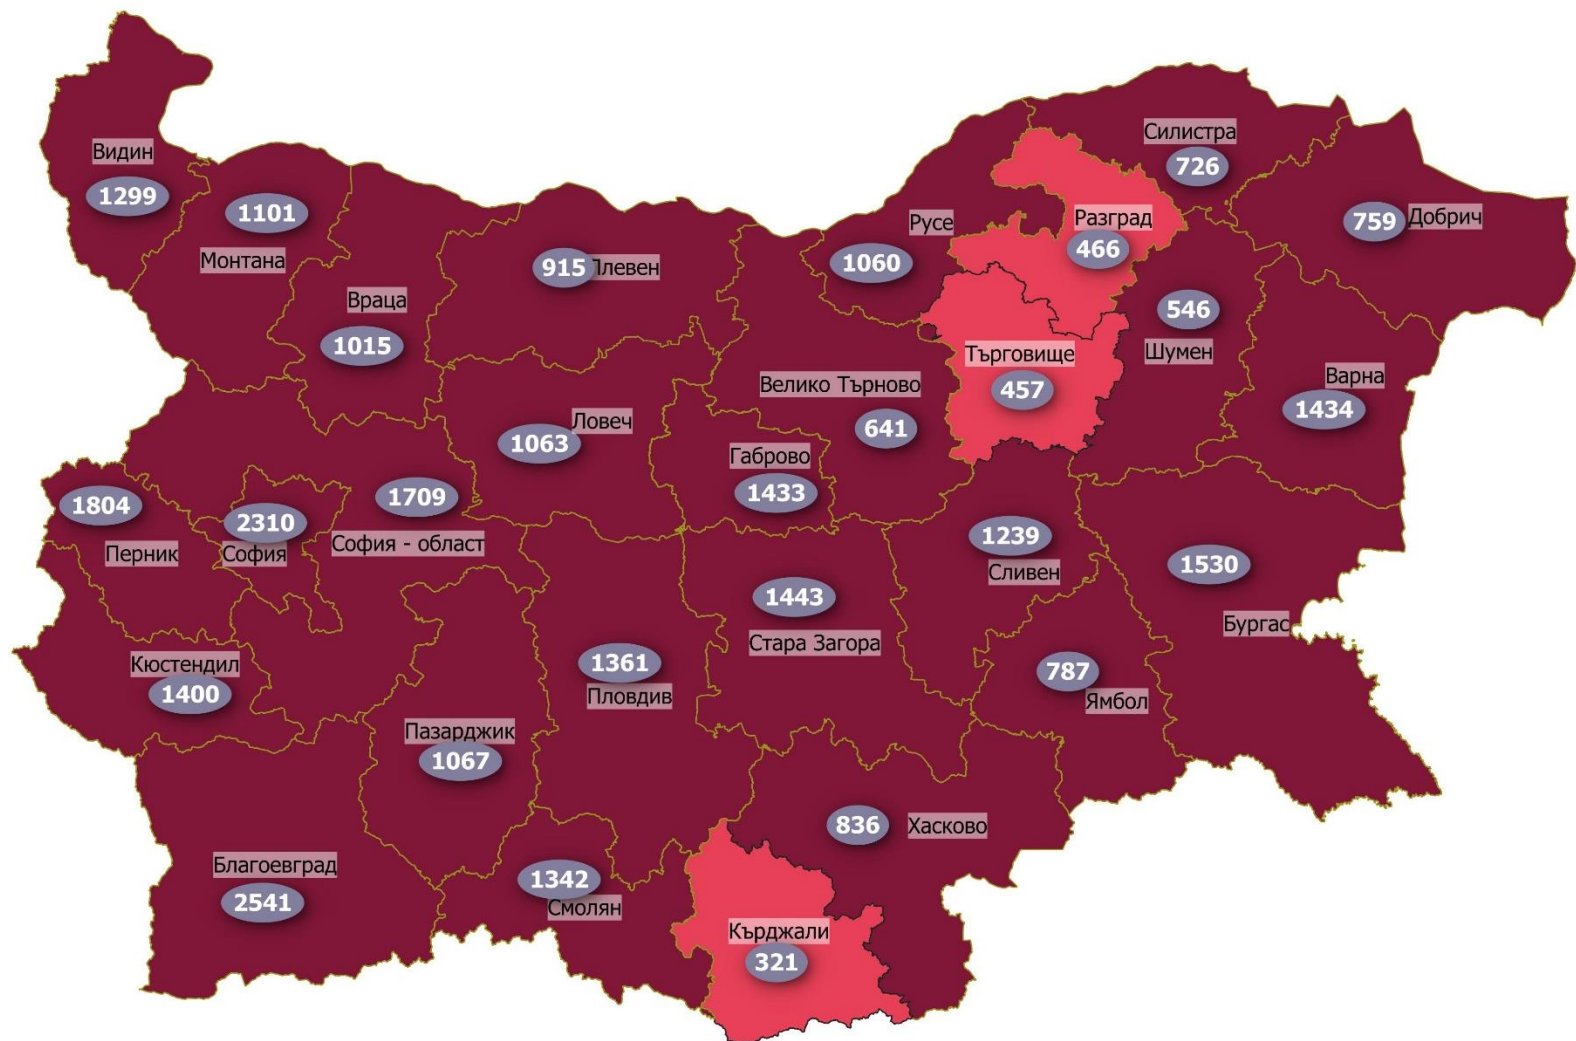 Силистра
726
Видин
1299
1101
Монтана
Русе
1060
Разград
466
759
Добрич
915
Плевен
Враца
1015
546
Шумен
Търговище
457
Велико Търново
641
Варна
1434
Ловеч
1063
Габрово
1433
1804
Перник
2310
София
1709
София - област
1239
Сливен
1530
Бургас
1443
Стара Загора
Кюстендил
1400
1361
Пловдив
787
Ямбол
Пазарджик
1067
836
Хасково
Благоевград
2541
1342
Смолян
Кърджали
321